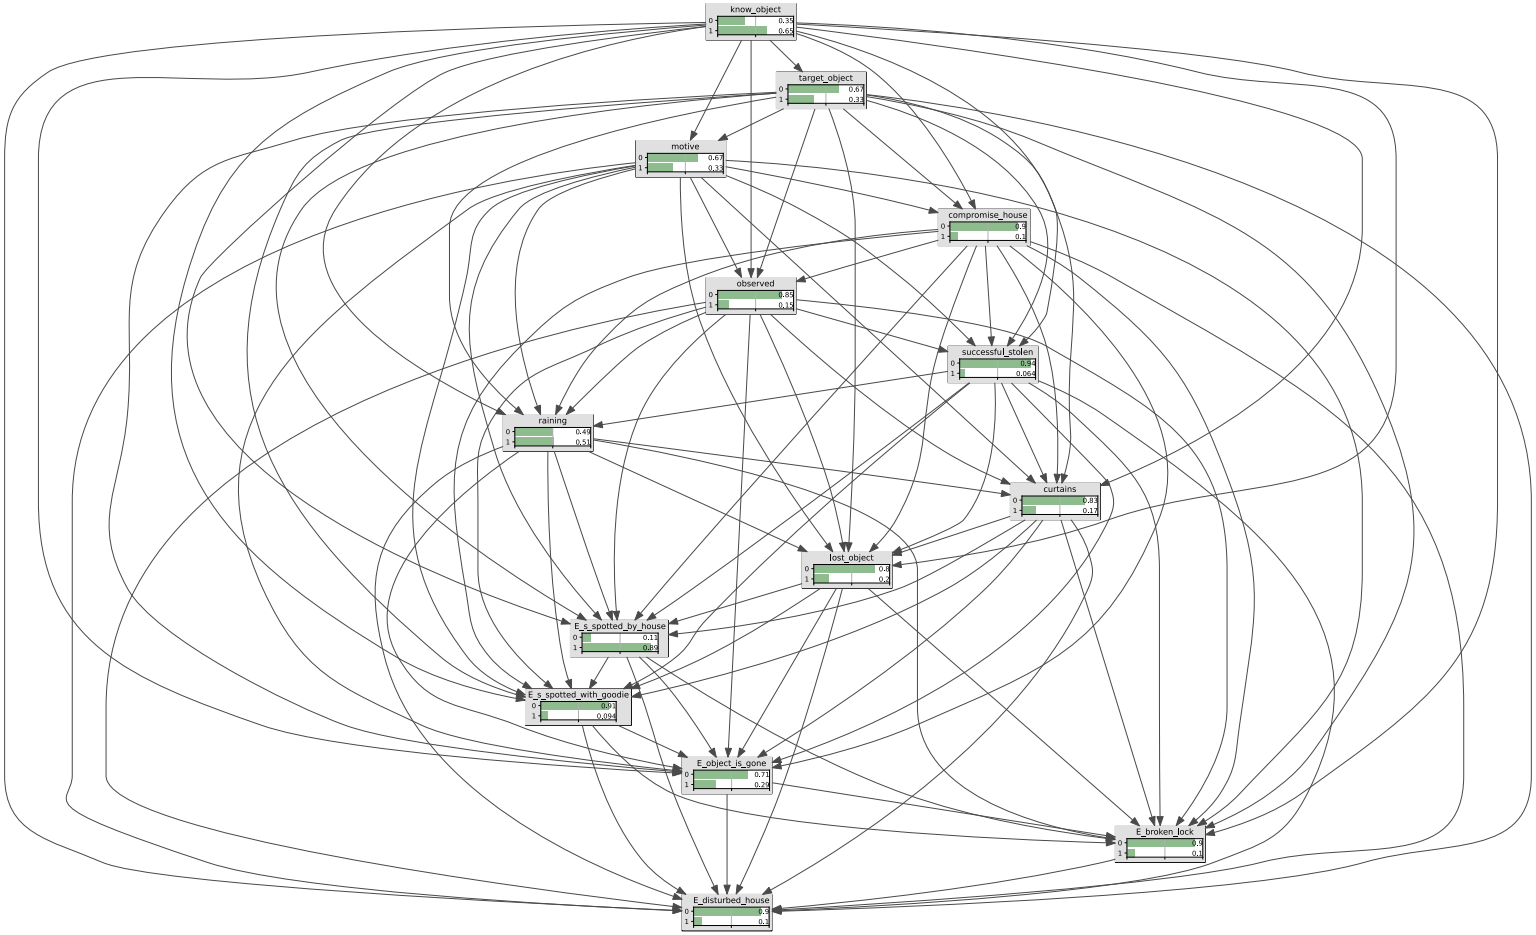 know_object
0 0.35
1 0.65
target_object
0 0.67
1 0.33
motive
0 0.67
1 0.33
compromise_house
0 0.9
1 0.1
observed
0 0.85
1 0.15
successful_stolen
0 0.94
1 0.064
raining
0 0.49
1 0.51
curtains
0 0.83
1 0.17
lost_object
0 0.8
1 0.2
E_s_spotted_by_house
0 0.11
1 0.89
E_s_spotted_with_goodie
0 0.91
1 0.094
E_object_is_gone
0 0.71
1 0.29
E_broken_lock
0 0.9
1 0.1
E_disturbed_house
0 0.9
1 0.1